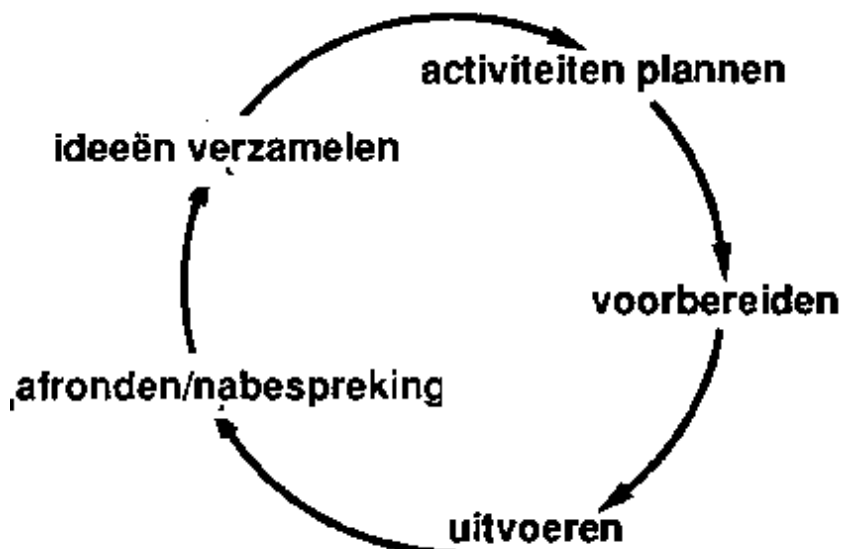 activiteiten plannen
ideeën verzamelen
voorbereiden
afronden/nabespreking
uitvoeren